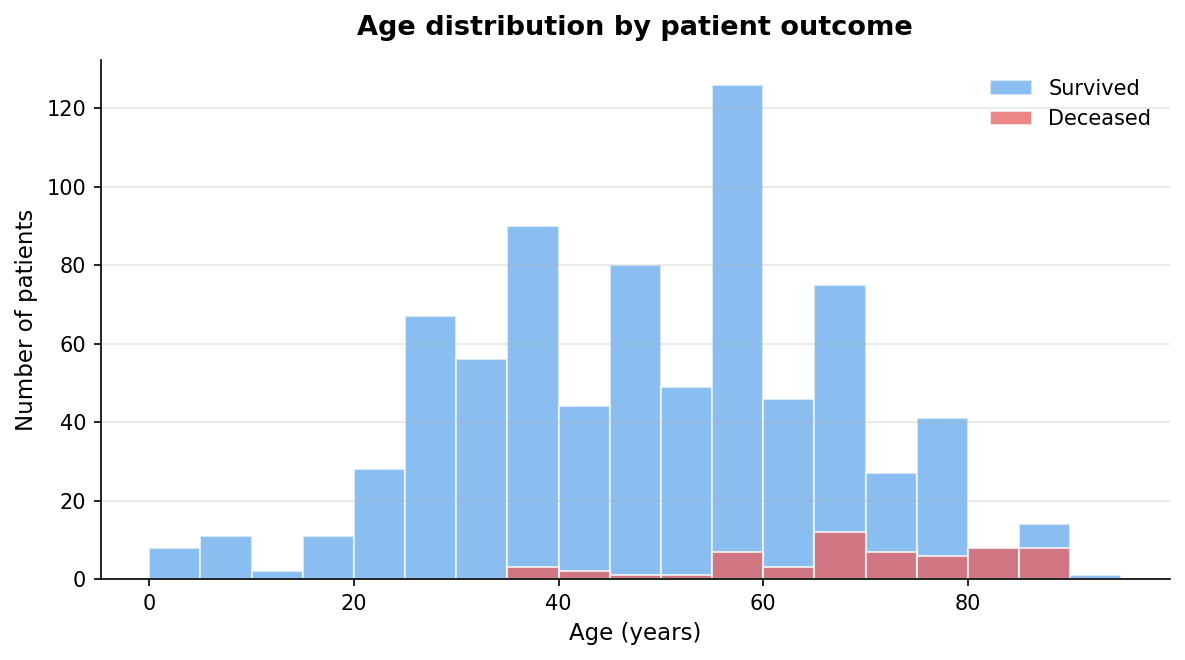 Age distribution by patient outcome
Survived
Deceased
Number of patients
120
100
80
60
40
20
0
0 20 40 60 80
Age (years)